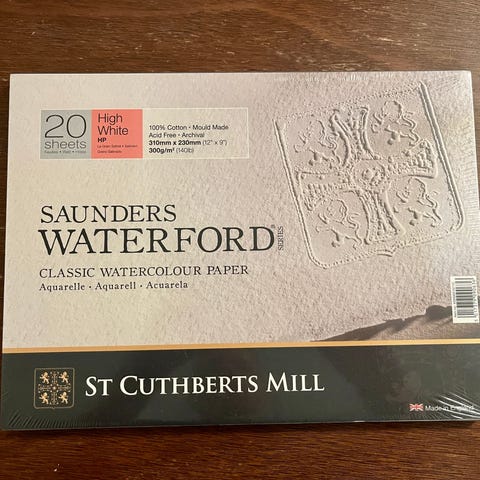 20
sheets
High
White
HP
100% Cotton • Mould Made
Acid Free • Archival
310mm x 230mm (12" x 9")
300g/m² (140lb)
SAUNDERS
WATERFORD®
SERIES
CLASSIC WATERCOLOUR PAPER
Aquarelle • Aquarell • Acuarela
ST CUTHBERTS MILL
Made in England